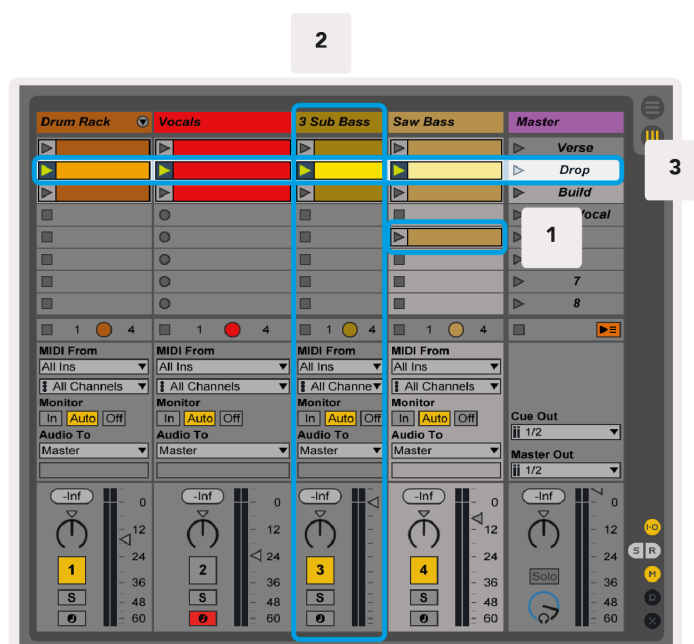 2
Drum Rack Vocals 3 Sub Bass Saw Bass Master
Verse
Drop 3
Build
ocal
1
7
8
1 4 1 4 1 4 1 4
MIDI From MIDI From MIDI From MIDI From
All Ins All Ins All Ins All Ins
All Channels All Channels All Channe All Channels
Monitor Monitor Monitor Monitor
In Auto Off In Auto Off In Auto Off In Auto Off Cue Out
Audio To Audio To Audio To Audio To 1/2
Master Master Master Master Master Out
1/2
-Inf -Inf -Inf -Inf -Inf
0 0 0 0 0
12 12 12 12 12 I-O
24 24 24 24 24 S R
1 2 3 4 Solo M
36 36 36 36 36
S S S S D
48 48 48 48 48
60 60 60 60 60 X